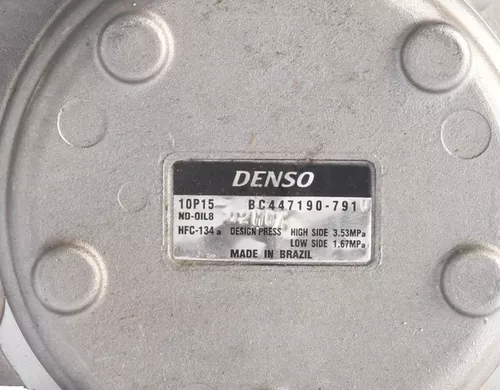 DENSO
10P15 BC447190-791
ND-OIL8
HFC-134a DESIGN PRESS HIGH SIDE 3.53MPa
LOW SIDE 1.67MPa
MADE IN BRAZIL